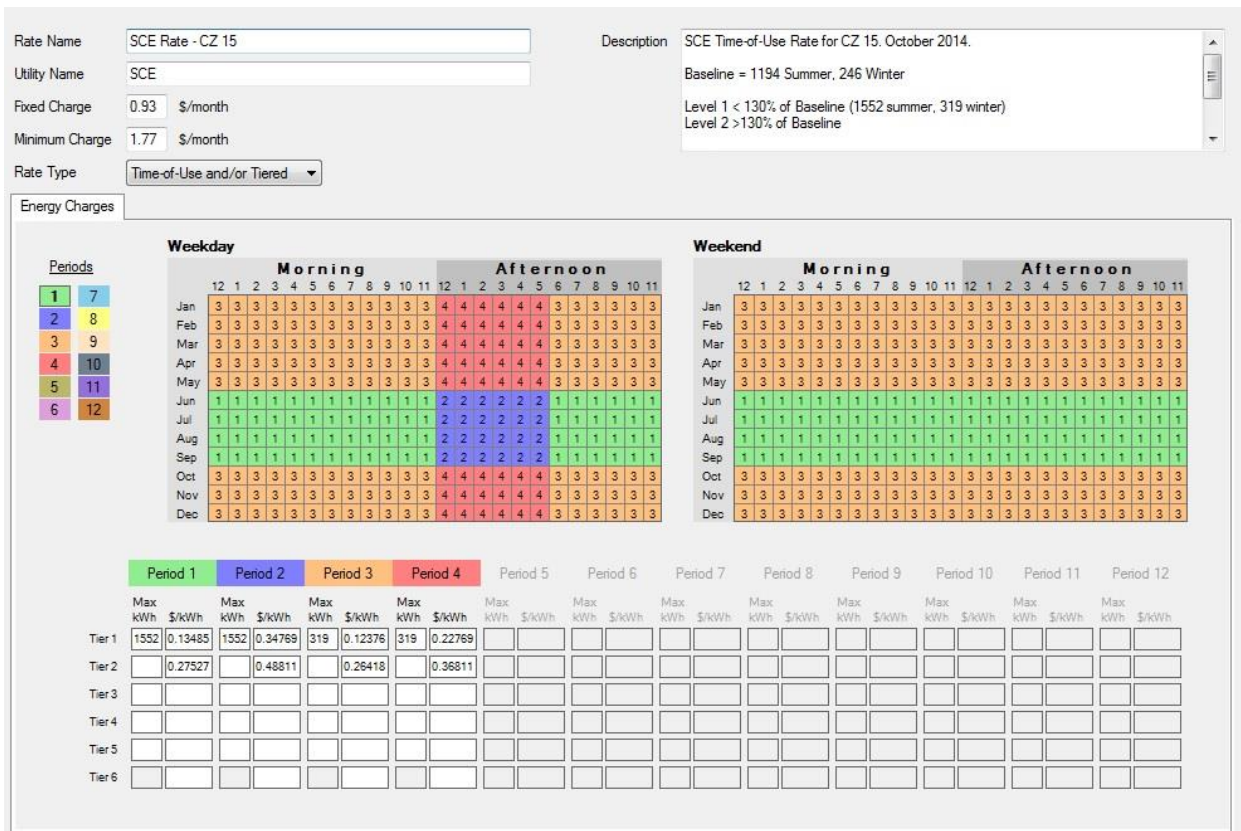 Rate Name SCE Rate - CZ 15 Description SCE Time-of-Use Rate for CZ 15. October 2014.
Utility Name SCE Baseline = 1194 Summer, 246 Winter
Fixed Charge 0.93 $/month Level 1 < 130% of Baseline (1552 summer, 319 winter)
Level 2 >130% of Baseline
Minimum Charge 1.77 $/month
Rate Type Time-of-Use and/or Tiered
Energy Charges
Weekday Weekend
Periods Morning Afternoon Morning Afternoon
12 1 2 3 4 5 6 7 8 9 10 11 12 1 2 3 4 5 6 7 8 9 10 11 12 1 2 3 4 5 6 7 8 9 10 11 12 1 2 3 4 5 6 7 8 9 10 11
1 7
2 8
3 9
4 10
5 11
6 12
Jan 3 3 3 3 3 3 3 3 3 3 3 3 4 4 4 4 4 4 3 3 3 3 3 3 Jan 3 3 3 3 3 3 3 3 3 3 3 3 3 3 3 3 3 3 3 3 3 3 3 3
Feb 3 3 3 3 3 3 3 3 3 3 3 3 4 4 4 4 4 4 3 3 3 3 3 3 Feb 3 3 3 3 3 3 3 3 3 3 3 3 3 3 3 3 3 3 3 3 3 3 3 3
Mar 3 3 3 3 3 3 3 3 3 3 3 3 4 4 4 4 4 4 3 3 3 3 3 3 Mar 3 3 3 3 3 3 3 3 3 3 3 3 3 3 3 3 3 3 3 3 3 3 3 3
Apr 3 3 3 3 3 3 3 3 3 3 3 3 4 4 4 4 4 4 3 3 3 3 3 3 Apr 3 3 3 3 3 3 3 3 3 3 3 3 3 3 3 3 3 3 3 3 3 3 3 3
May 3 3 3 3 3 3 3 3 3 3 3 3 4 4 4 4 4 4 3 3 3 3 3 3 May 3 3 3 3 3 3 3 3 3 3 3 3 3 3 3 3 3 3 3 3 3 3 3 3
Jun 1 1 1 1 1 1 1 1 1 1 1 1 2 2 2 2 2 2 1 1 1 1 1 1 Jun 1 1 1 1 1 1 1 1 1 1 1 1 1 1 1 1 1 1 1 1 1 1 1 1
Jul 1 1 1 1 1 1 1 1 1 1 1 1 2 2 2 2 2 2 1 1 1 1 1 1 Jul 1 1 1 1 1 1 1 1 1 1 1 1 1 1 1 1 1 1 1 1 1 1 1 1
Aug 1 1 1 1 1 1 1 1 1 1 1 1 2 2 2 2 2 2 1 1 1 1 1 1 Aug 1 1 1 1 1 1 1 1 1 1 1 1 1 1 1 1 1 1 1 1 1 1 1 1
Sep 1 1 1 1 1 1 1 1 1 1 1 1 2 2 2 2 2 2 1 1 1 1 1 1 Sep 1 1 1 1 1 1 1 1 1 1 1 1 1 1 1 1 1 1 1 1 1 1 1 1
Oct 3 3 3 3 3 3 3 3 3 3 3 3 4 4 4 4 4 4 3 3 3 3 3 3 Oct 3 3 3 3 3 3 3 3 3 3 3 3 3 3 3 3 3 3 3 3 3 3 3 3
Nov 3 3 3 3 3 3 3 3 3 3 3 3 4 4 4 4 4 4 3 3 3 3 3 3 Nov 3 3 3 3 3 3 3 3 3 3 3 3 3 3 3 3 3 3 3 3 3 3 3 3
Dec 3 3 3 3 3 3 3 3 3 3 3 3 4 4 4 4 4 4 3 3 3 3 3 3 Dec 3 3 3 3 3 3 3 3 3 3 3 3 3 3 3 3 3 3 3 3 3 3 3 3
Period 1 Period 2 Period 3 Period 4 Period 5 Period 6 Period 7 Period 8 Period 9 Period 10 Period 11 Period 12
Max Max Max Max Max Max Max Max Max Max Max Max
kWh $/kWh kWh $/kWh kWh $/kWh kWh $/kWh kWh $/kWh kWh $/kWh kWh $/kWh kWh $/kWh kWh $/kWh kWh $/kWh kWh $/kWh kWh $/kWh
Tier 1 1552 0.13485 1552 0.34769 319 0.12376 319 0.22769
Tier 2 0.27527 0.48811 0.26418 0.36811
Tier 3
Tier 4
Tier 5
Tier 6